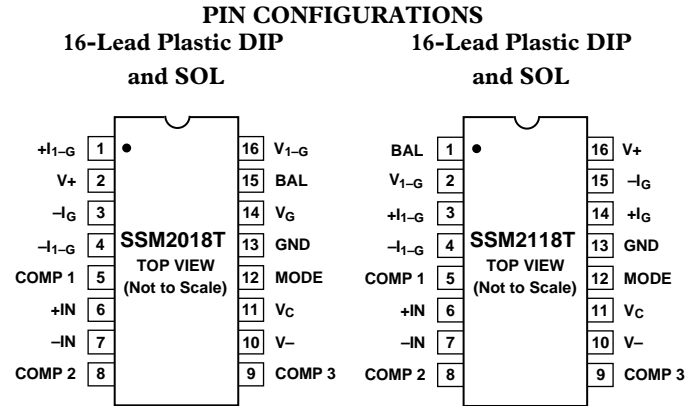 PIN CONFIGURATIONS
16-Lead Plastic DIP
and SOL
+I1–G 1
V+ 2
–IG 3
–I1–G 4
COMP 1 5
+IN 6
–IN 7
COMP 2 8
SSM2018T
TOP VIEW
(Not to Scale)
16 V1–G
15 BAL
14 VG
13 GND
12 MODE
11 VC
10 V–
9 COMP 3
16-Lead Plastic DIP
and SOL
BAL 1
V1–G 2
+I1–G 3
–I1–G 4
COMP 1 5
+IN 6
–IN 7
COMP 2 8
SSM2118T
TOP VIEW
(Not to Scale)
16 V+
15 –IG
14 +IG
13 GND
12 MODE
11 VC
10 V–
9 COMP 3